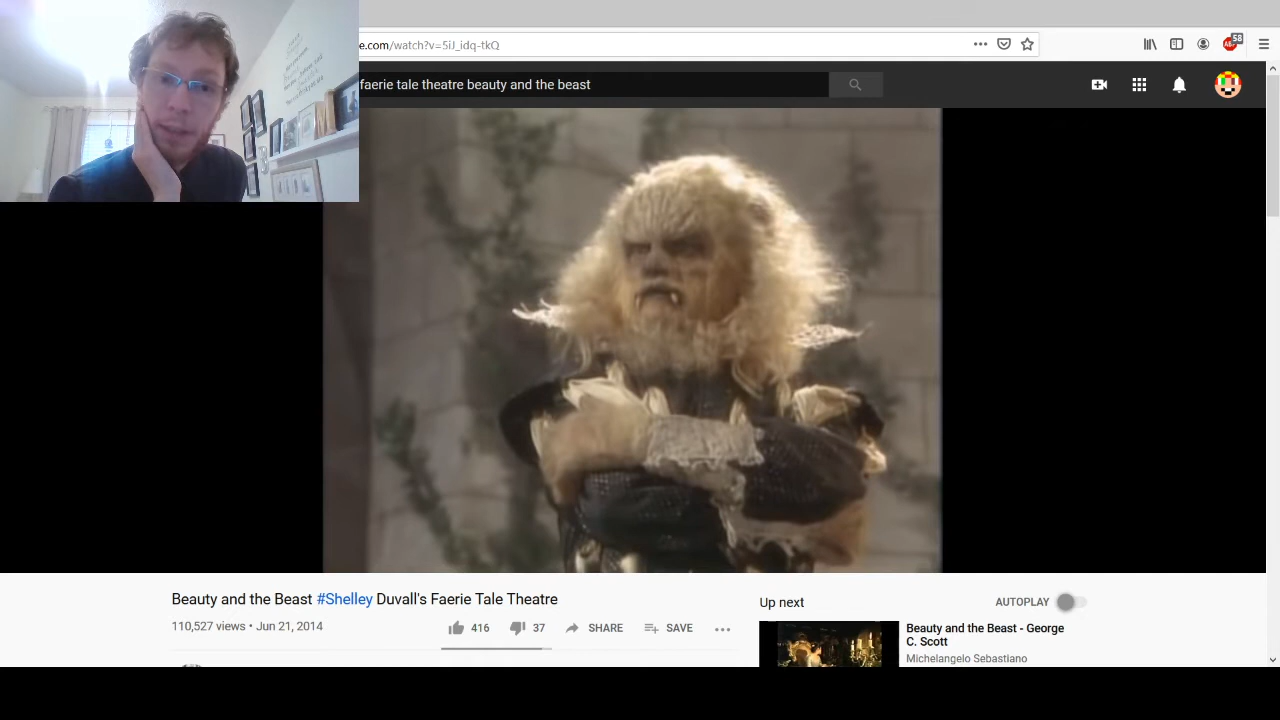 e.com/watch?v=5iJ_idq-tkQ
58
faerie tale theatre beauty and the beast
Beauty and the Beast #Shelley Duvall's Faerie Tale Theatre
110,527 views • Jun 21, 2014
416
37
SHARE
SAVE
Up next
AUTOPLAY
Beauty and the Beast - George
C. Scott
Michelangelo Sebastiano